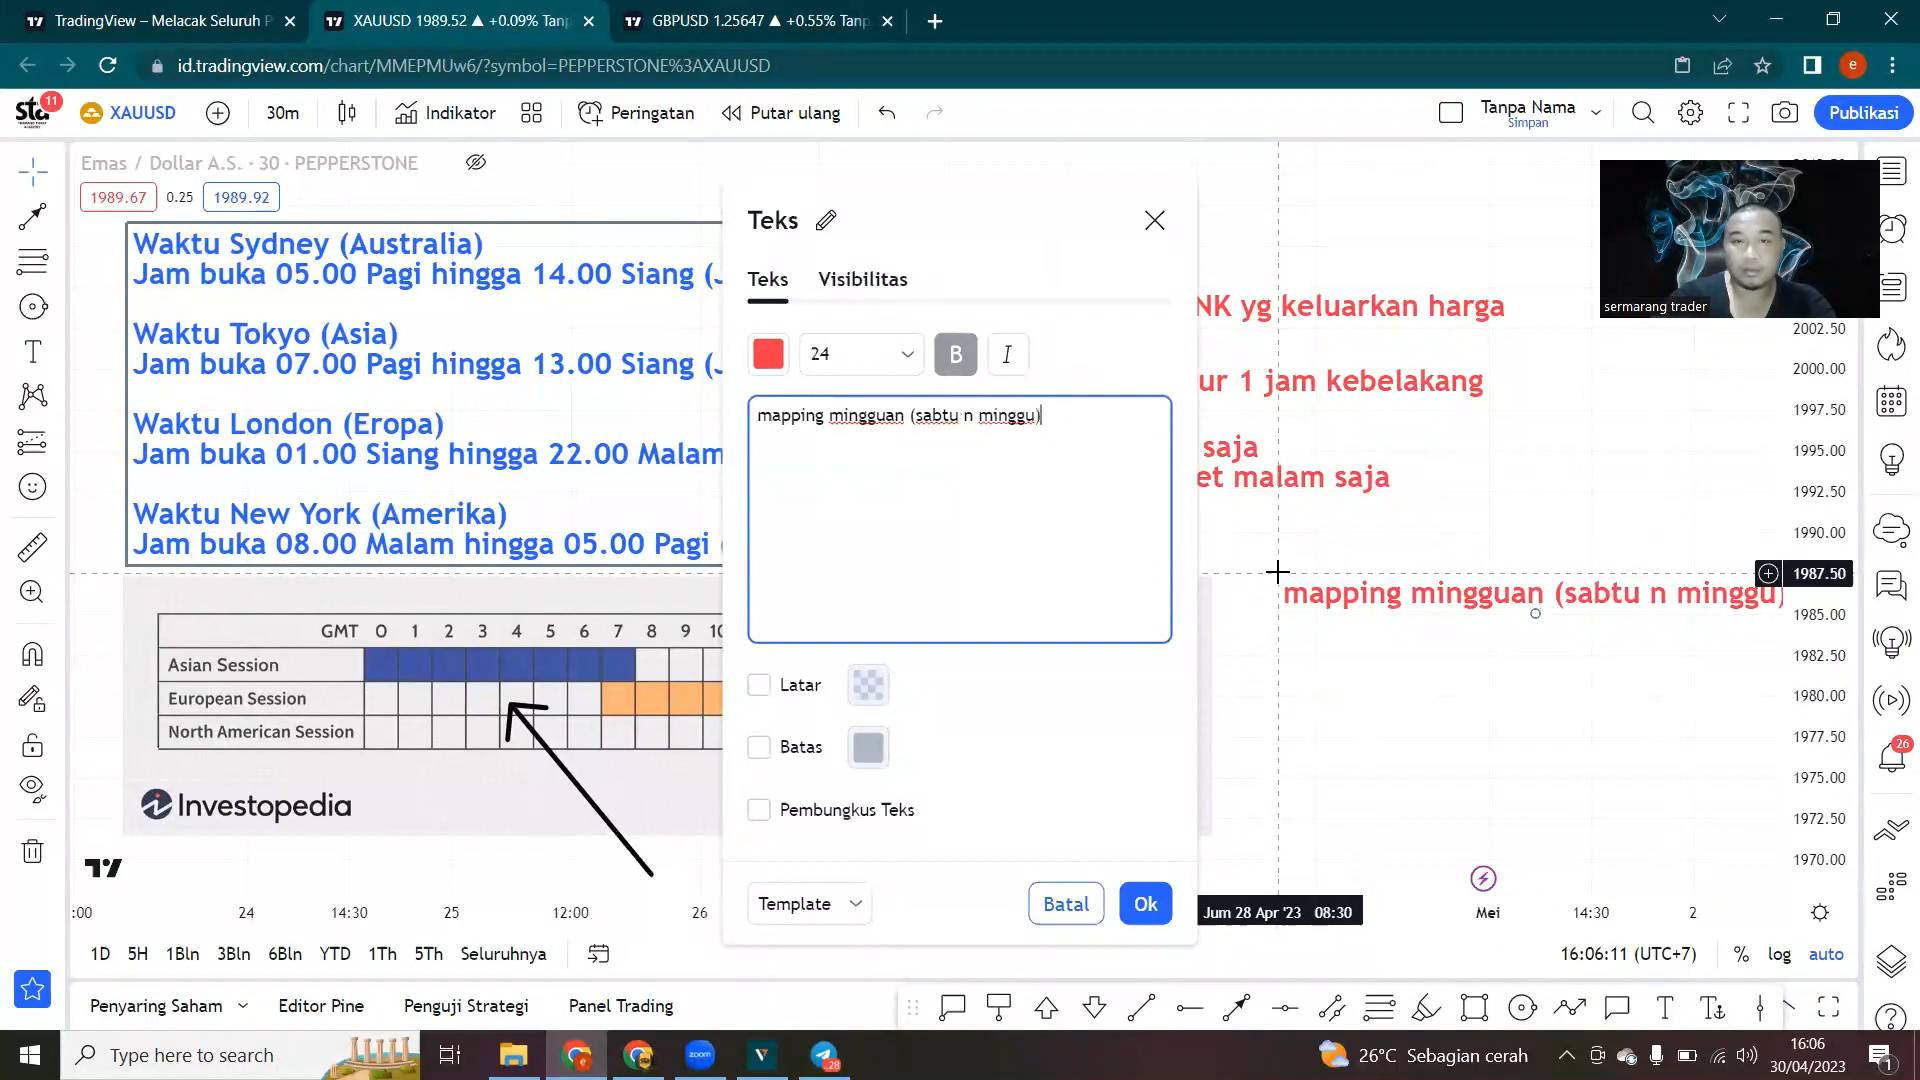 TradingView — Melacak Seluruh P
XAUUSD 1989.52 ▲ +0.09% Tanp
GBPUSD 1.25647 ▲ +0.55% Tanp
id.tradingview.com/chart/MMEPMUw6/?symbol=PEPPERSTONE%3AXAUUSD
e
11
XAUUSD
30m
Indikator
Peringatan
Putar ulang
Tanpa Nama
Simpan
Publikasi
Emas / Dollar A.S. · 30 · PEPPERSTONE
1989.67
0.25
1989.92
Waktu Sydney (Australia)
Jam buka 05.00 Pagi hingga 14.00 Siang (
Waktu Tokyo (Asia)
Jam buka 07.00 Pagi hingga 13.00 Siang (
Waktu London (Eropa)
Jam buka 01.00 Siang hingga 22.00 Malam
Waktu New York (Amerika)
Jam buka 08.00 Malam hingga 05.00 Pagi
GMT 0 1 2 3 4 5 6 7 8 9 10
Asian Session
European Session
North American Session
Investopedia
Teks
Teks
Visibilitas
24
B
I
mapping mingguan (sabtu n minggu)
Latar
Batas
Pembungkus Teks
Template
Batal
Ok
NK yg keluarkan harga
ur 1 jam kebelakang
saja
et malam saja
mapping mingguan (sabtu n minggu)
sermarang trader
2002.50
2000.00
1997.50
1995.00
1992.50
1990.00
1987.50
1985.00
1982.50
1980.00
1977.50
1975.00
1972.50
1970.00
26
:00
24
14:30
25
12:00
26
Jum 28 Apr '23 08:30
Mei
14:30
2
1D 5H 1Bln 3Bln 6Bln YTD 1Th 5Th Seluruhnya
16:06:11 (UTC+7)
%
log
auto
Penyaring Saham
Editor Pine
Penguji Strategi
Panel Trading
Type here to search
zoom
28
26°C Sebagian cerah
16:06
30/04/2023
1